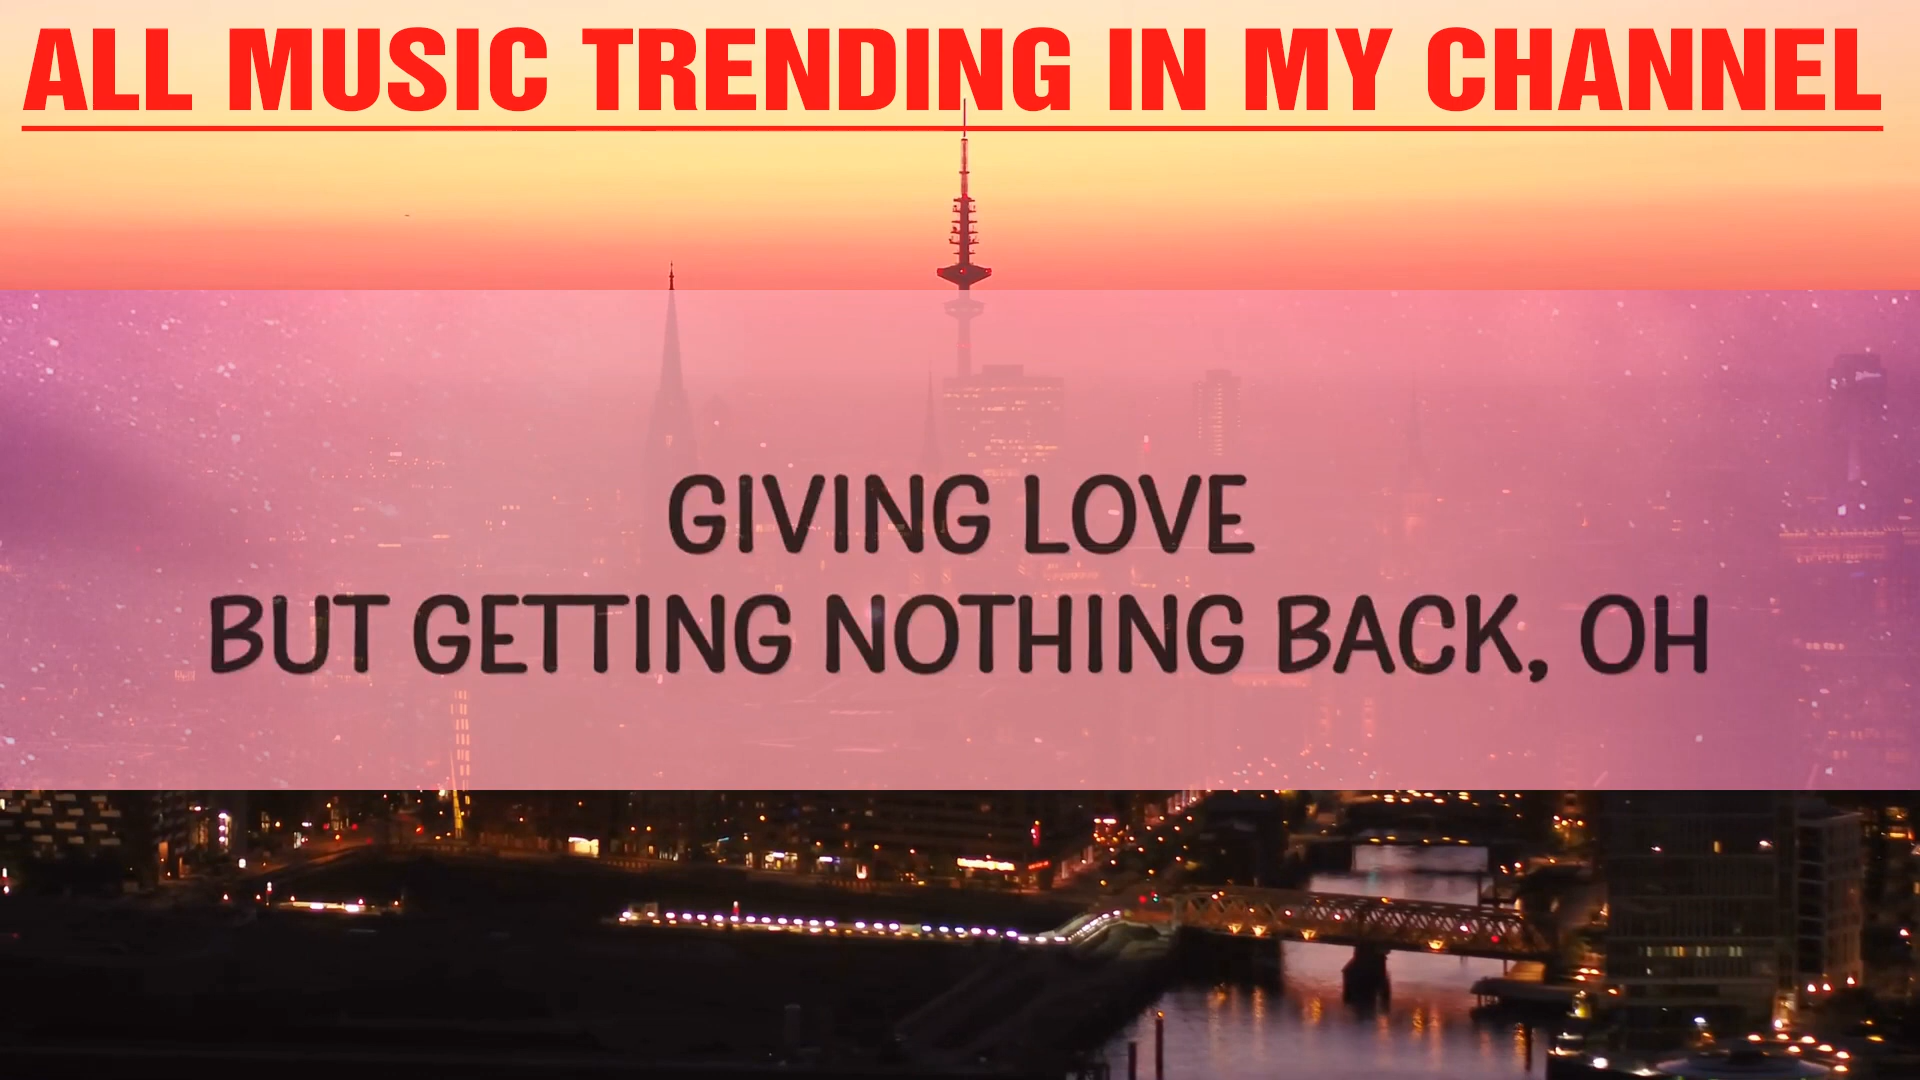 ALL MUSIC TRENDING IN MY CHANNEL
GIVING LOVE
BUT GETTING NOTHING BACK, OH